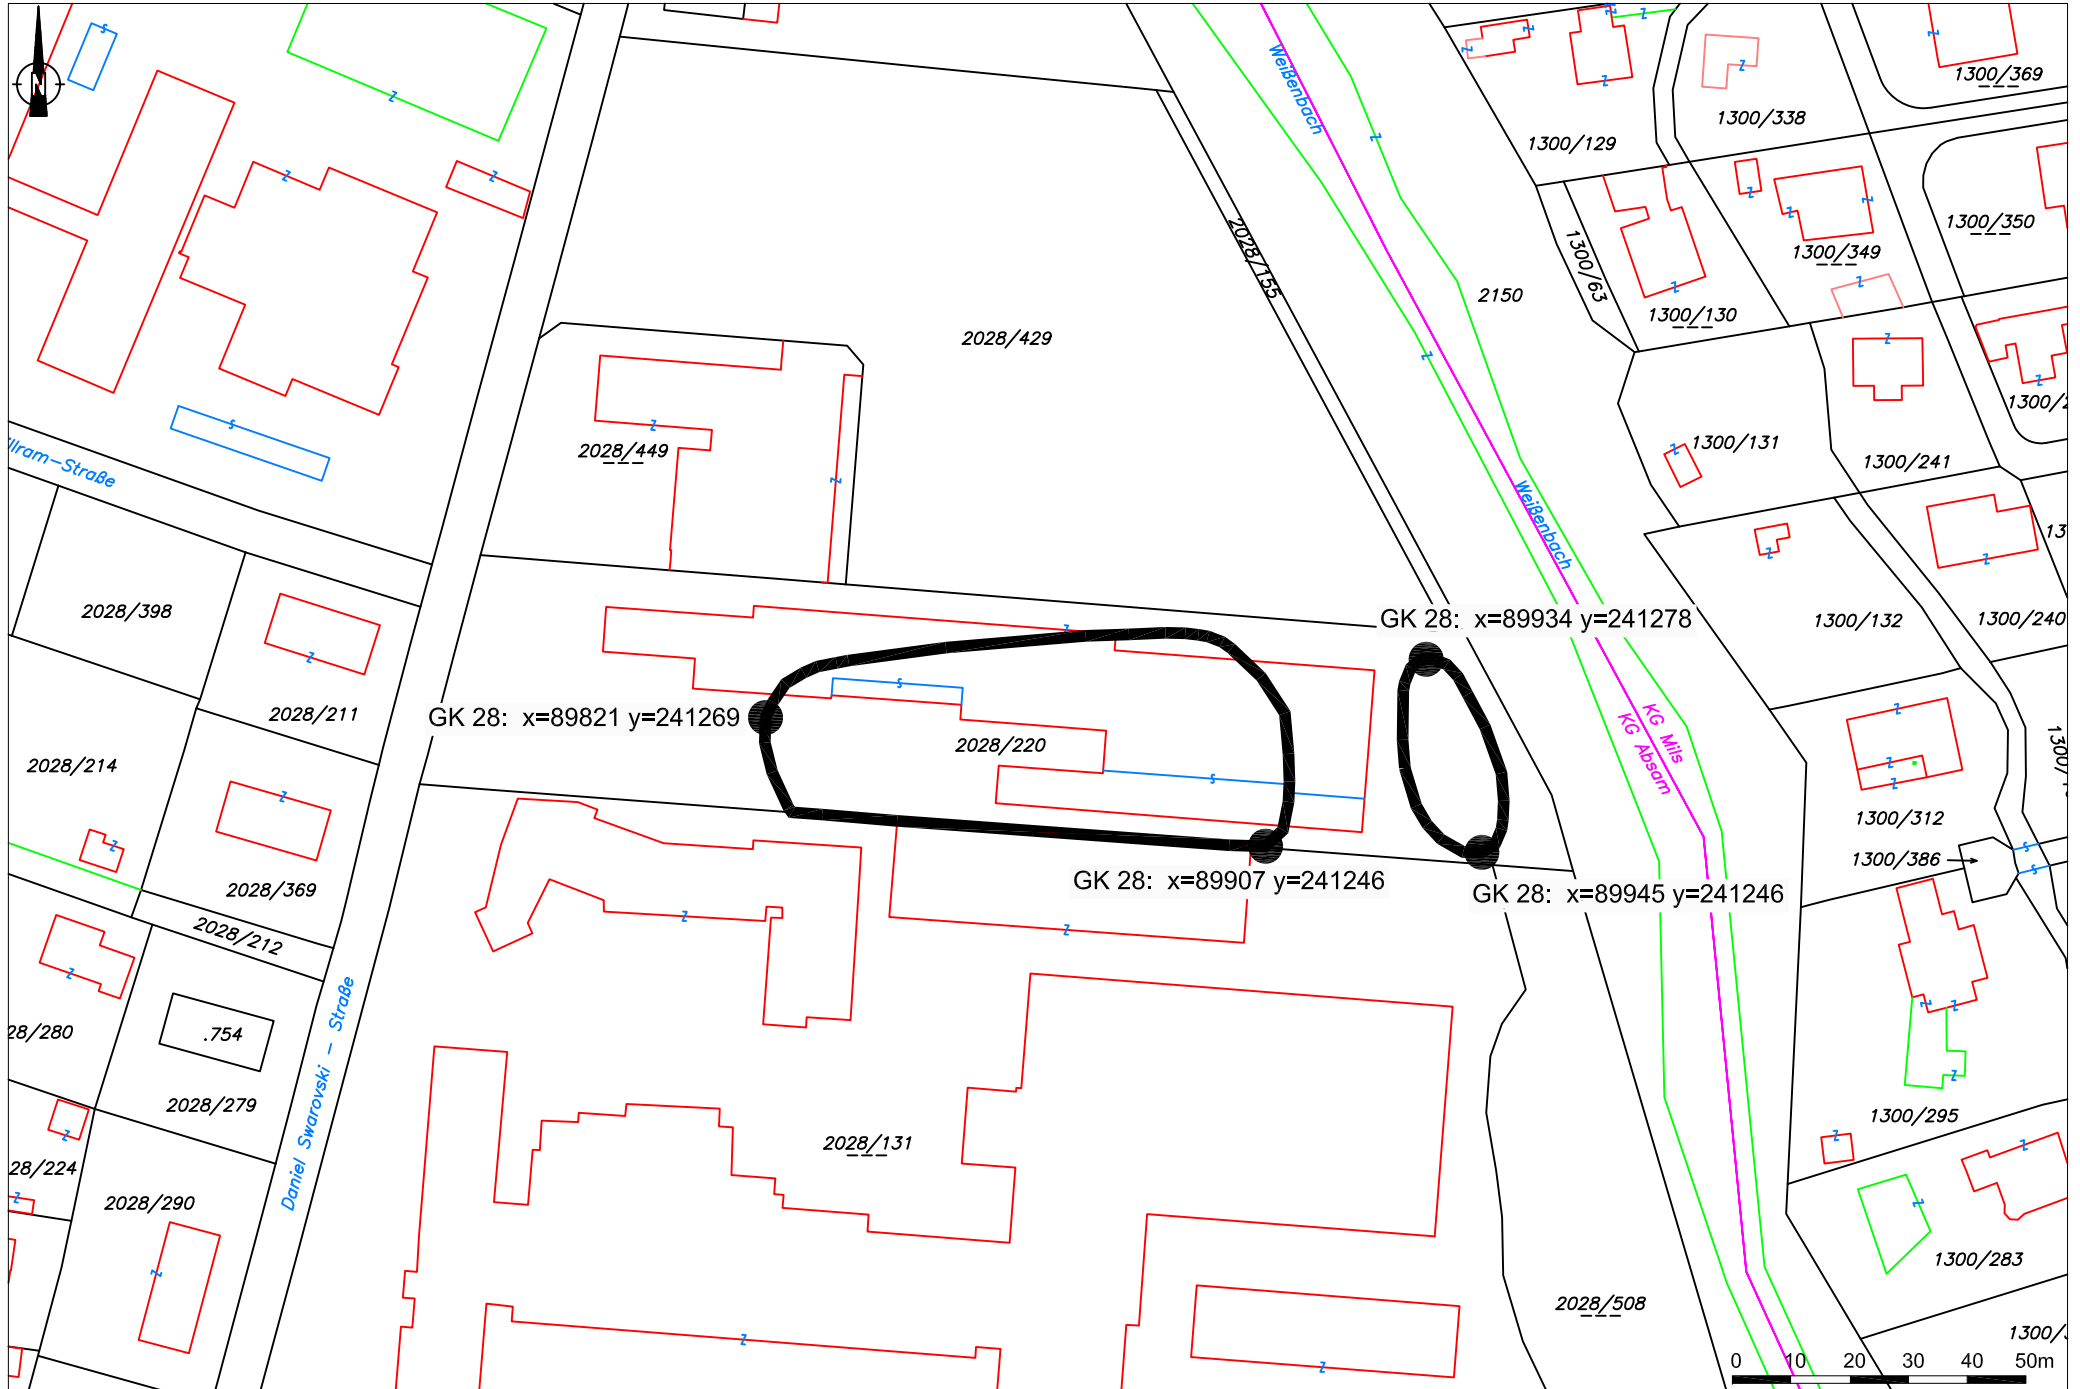 N
Weißenbach
1300/369
1300/338
1300/129
2028/155
1300/63
1300/349
1300/350
2150
1300/130
2028/429
2028/449
1300/131
1300/241
llram-Straße
Weißenbach
2028/398
GK 28: x=89934 y=241278
1300/132
1300/240
2028/211
GK 28: x=89821 y=241269
2028/220
KG Mils
KG Absam
2028/214
1300/312
1300/386
2028/369
GK 28: x=89907 y=241246
GK 28: x=89945 y=241246
2028/212
28/280
.754
2028/279
Daniel Swarovski - Straße
1300/295
2028/131
28/224
2028/290
1300/283
2028/508
0 10 20 30 40 50m